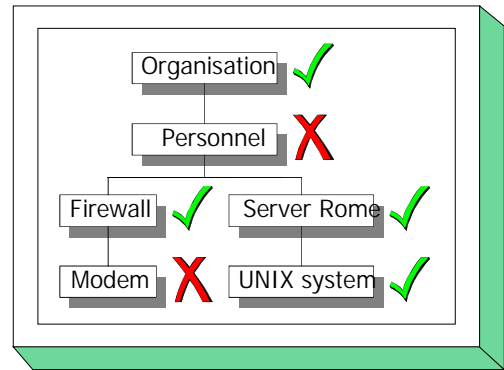 Organisation
Personnel
Firewall
Server Rome
Modem
UNIX system